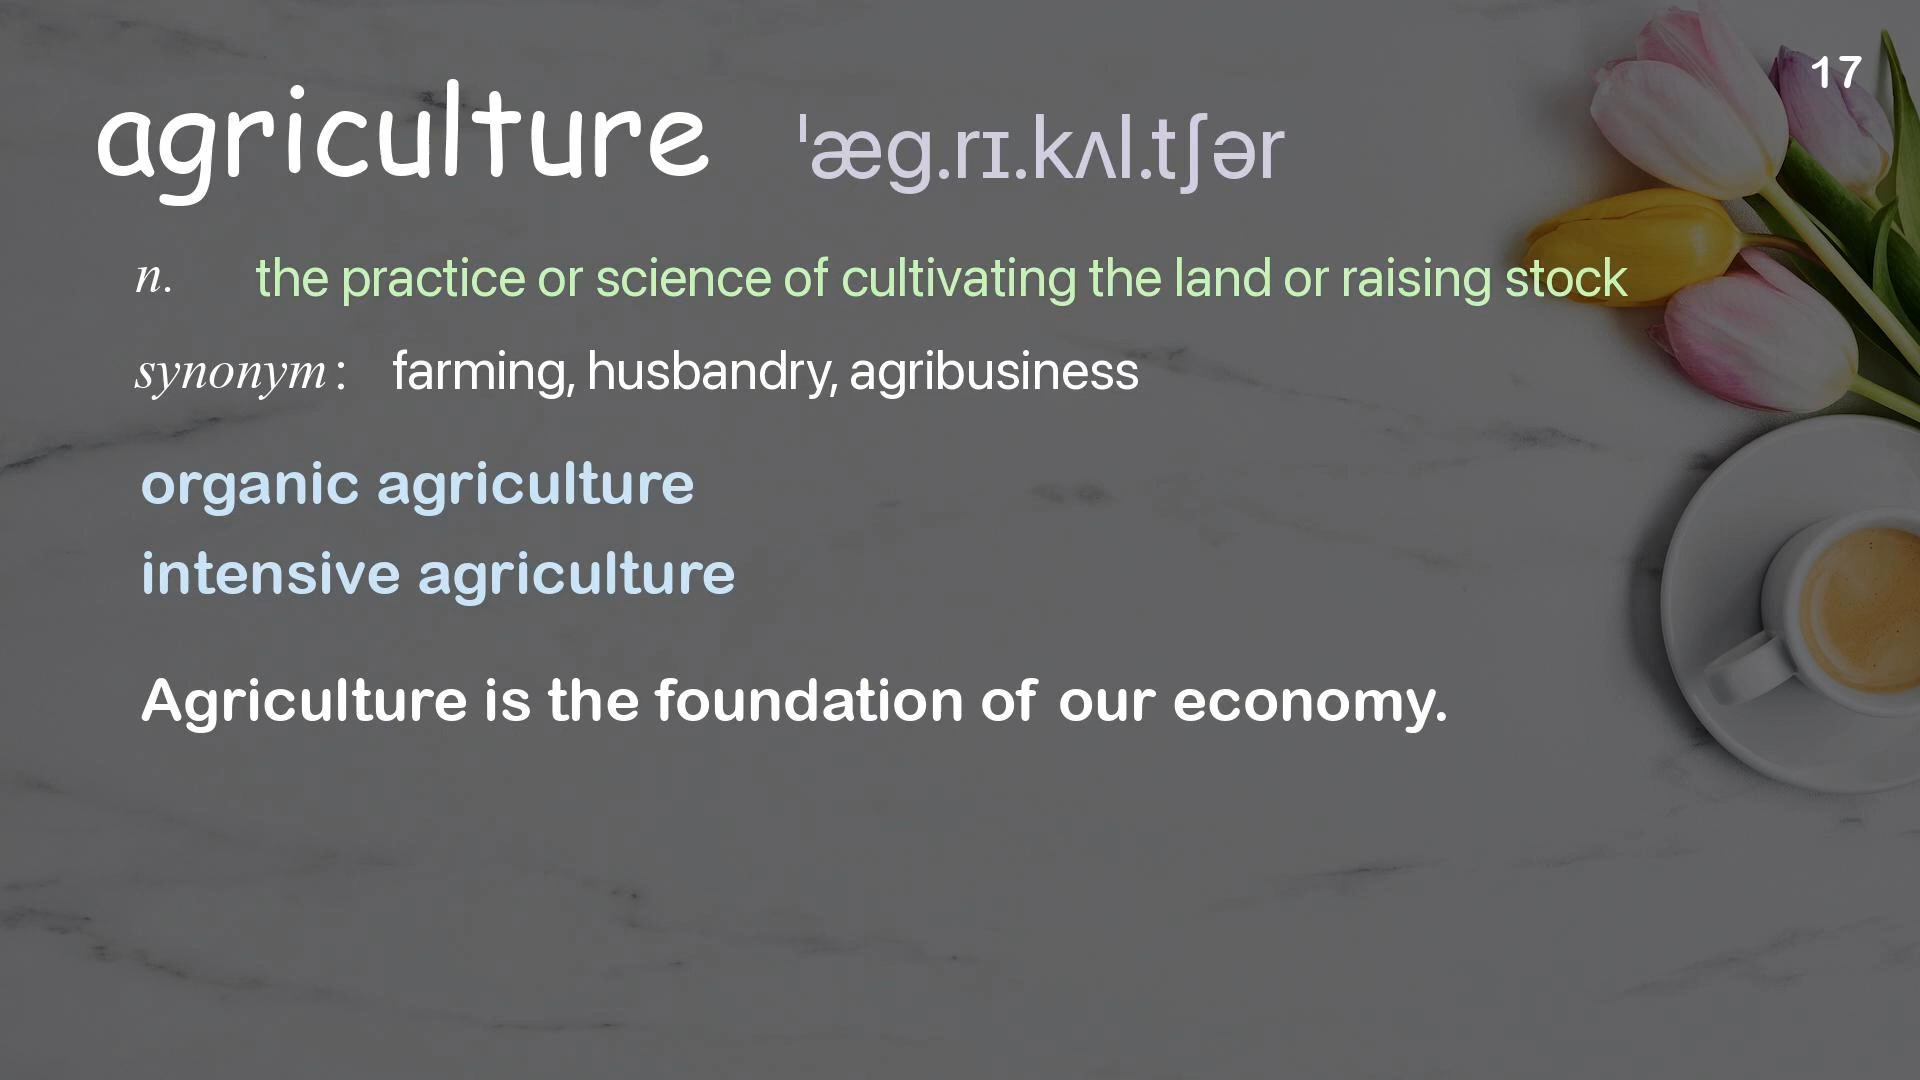 17
agriculture ˈæg.rɪ.kʌl.tʃər
n. the practice or science of cultivating the land or raising stock
synonym : farming, husbandry, agribusiness
organic agriculture
intensive agriculture
Agriculture is the foundation of our economy.